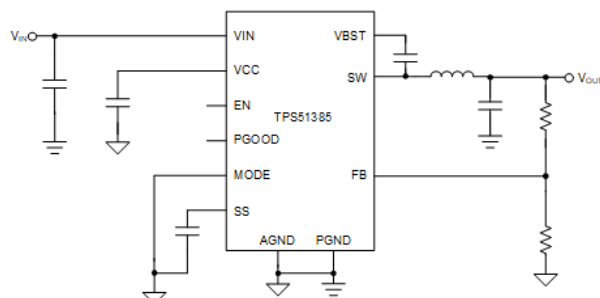 VIN VIN VBST
VCC SW VOUT
EN
TPS51385
PGOOD
MODE FB
SS
AGND PGND